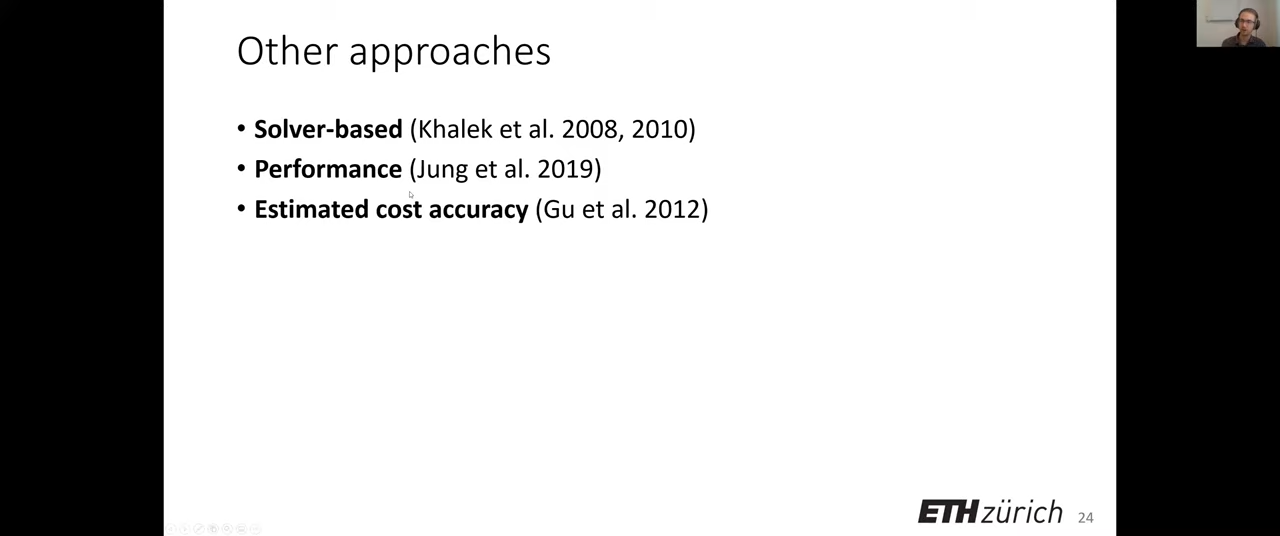 Other approaches
• Solver-based (Khalek et al. 2008, 2010)
• Performance (Jung et al. 2019)
• Estimated cost accuracy (Gu et al. 2012)
ETH zürich 24